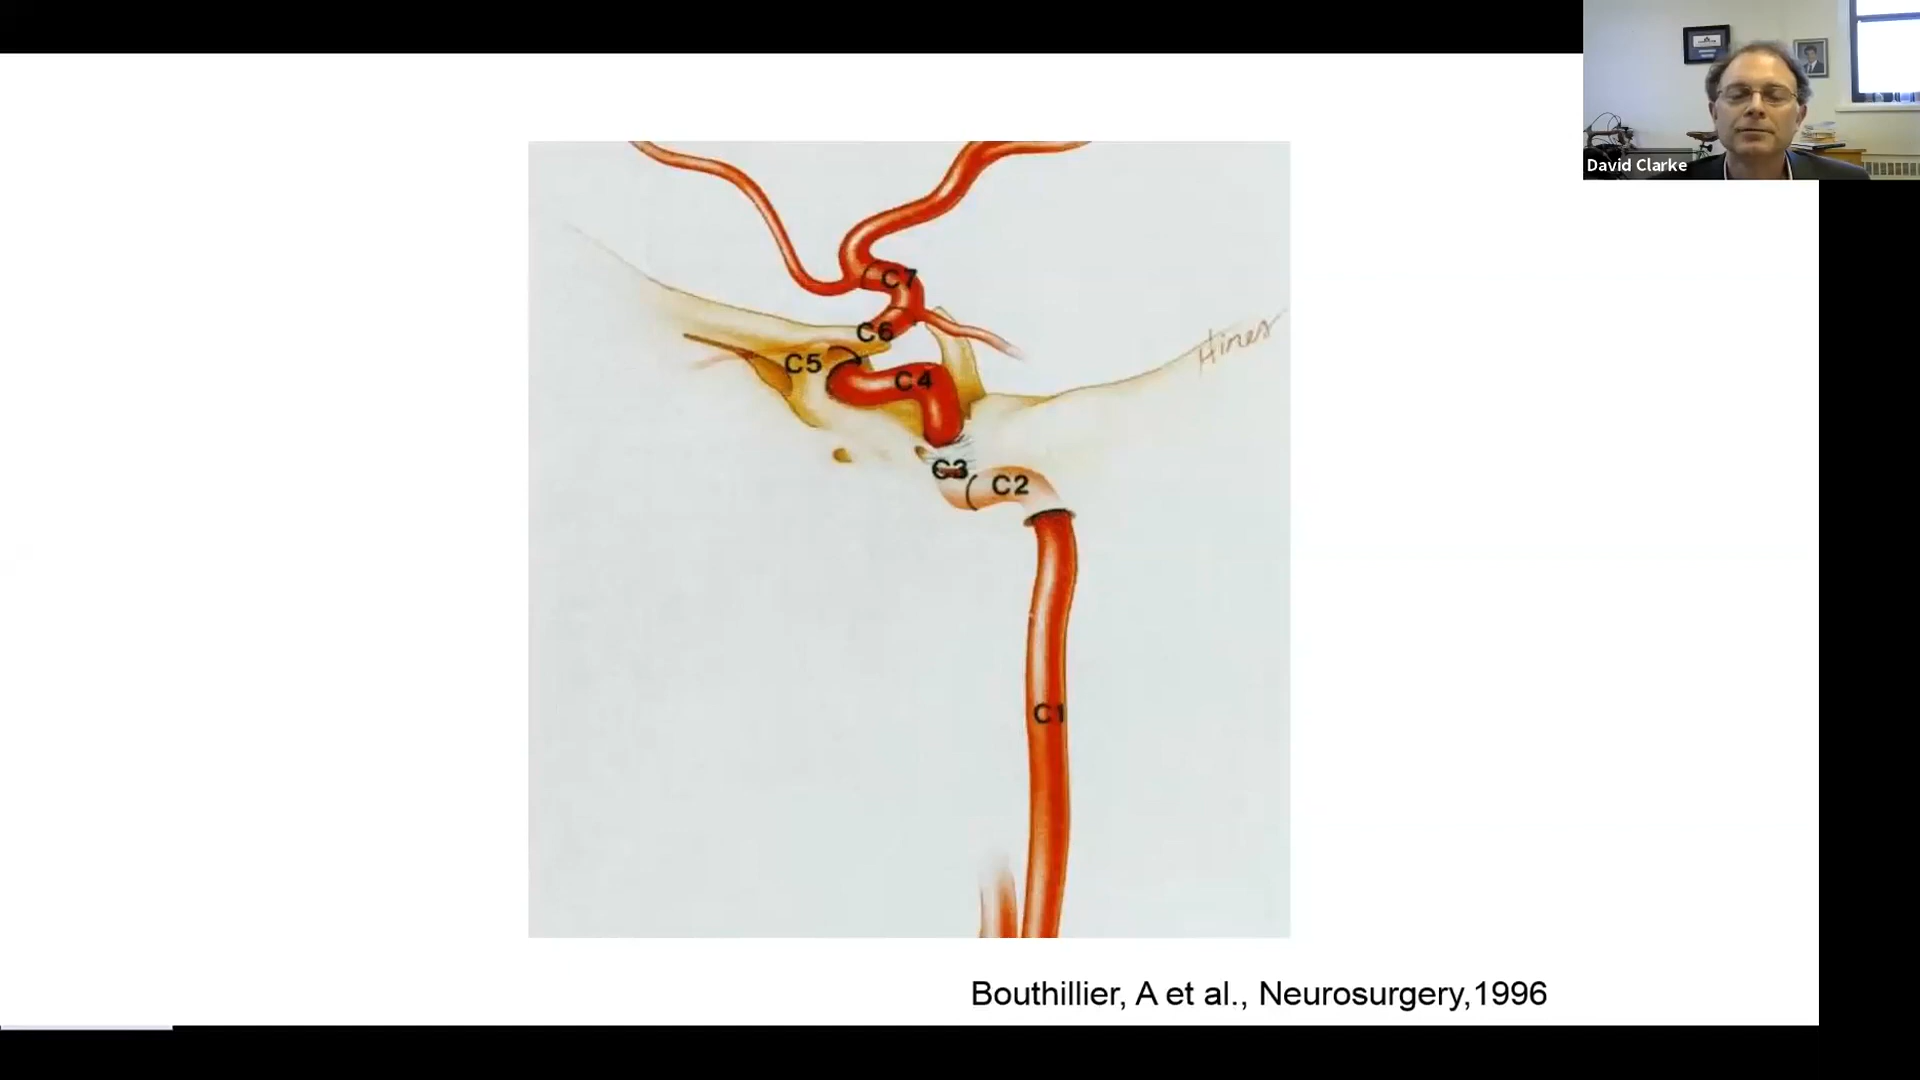 David Clarke
C7
C6
C5
C4
Hines
C3
C2
C1
Bouthillier, A et al., Neurosurgery,1996